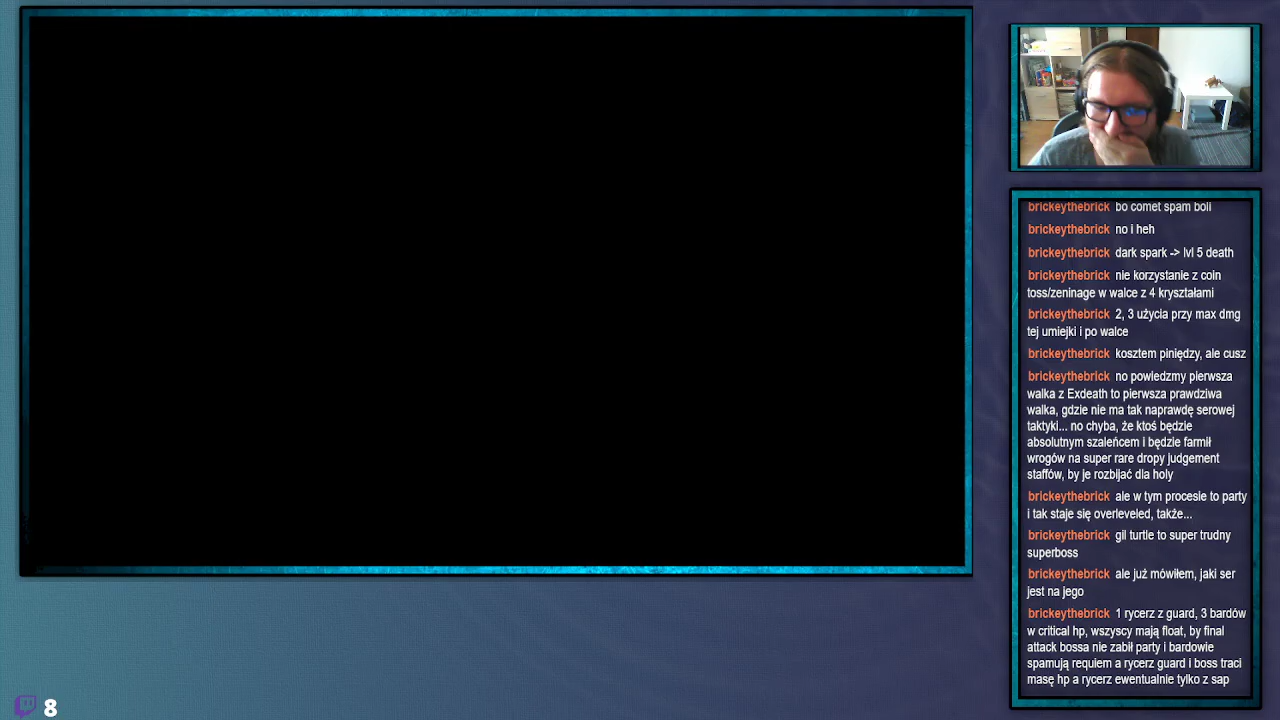 brickeythebrick bo comet spam boli
brickeythebrick no i heh
brickeythebrick dark spark -> lvl 5 death
brickeythebrick nie korzystanie z coin
toss/zeninage w walce z 4 kryształami
brickeythebrick 2, 3 użycia przy max dmg
tej umiejki i po walce
brickeythebrick kosztem piniędzy, ale cusz
brickeythebrick no powiedzmy pierwsza
walka z Exdeath to pierwsza prawdziwa
walka, gdzie nie ma tak naprawdę serowej
taktyki... no chyba, że ktoś będzie
absolutnym szaleńcem i będzie farmił
wrogów na super rare dropy judgement
staffów, by je rozbijać dla holy
brickeythebrick ale w tym procesie to party
i tak staje się overleveled, także...
brickeythebrick gil turtle to super trudny
superboss
brickeythebrick ale już mówiłem, jaki ser
jest na jego
brickeythebrick 1 rycerz z guard, 3 bardów
w critical hp, wszyscy mają float, by final
attack bossa nie zabił party i bardowie
spamują requiem a rycerz guard i boss traci
masę hp a rycerz ewentualnie tylko z sap
8